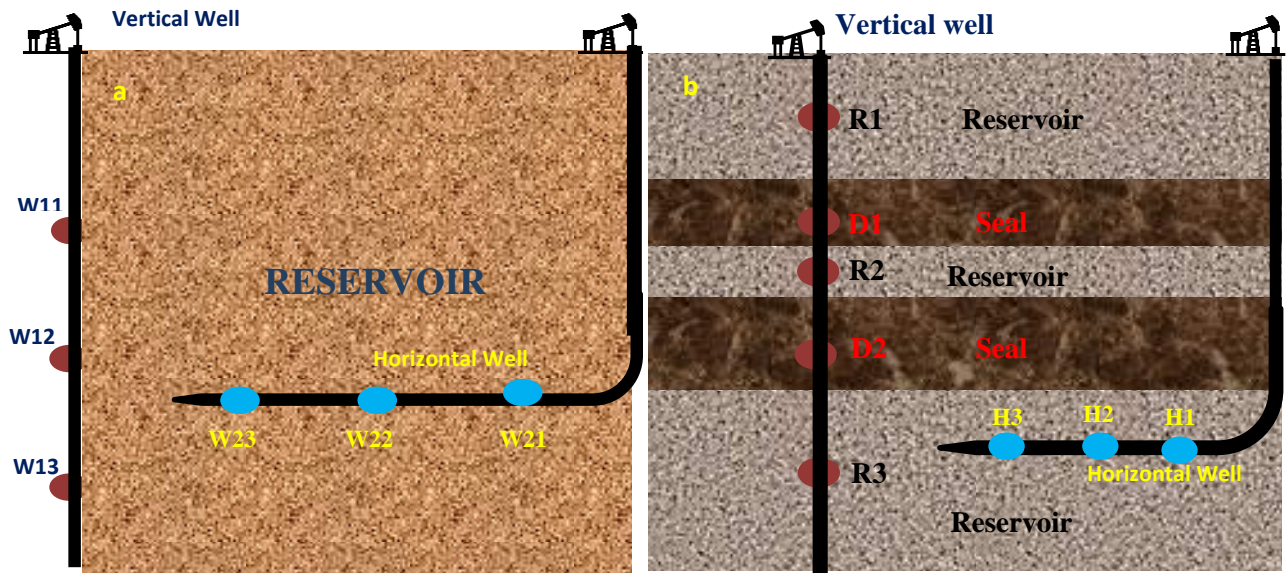 Vertical Well
a
W11
RESERVOIR
W12
Horizontal Well
W23
W22
W21
W13
Vertical well
b
R1
Reservoir
D1
Seal
R2
Reservoir
D2
Seal
H3
H2
H1
R3
Horizontal Well
Reservoir